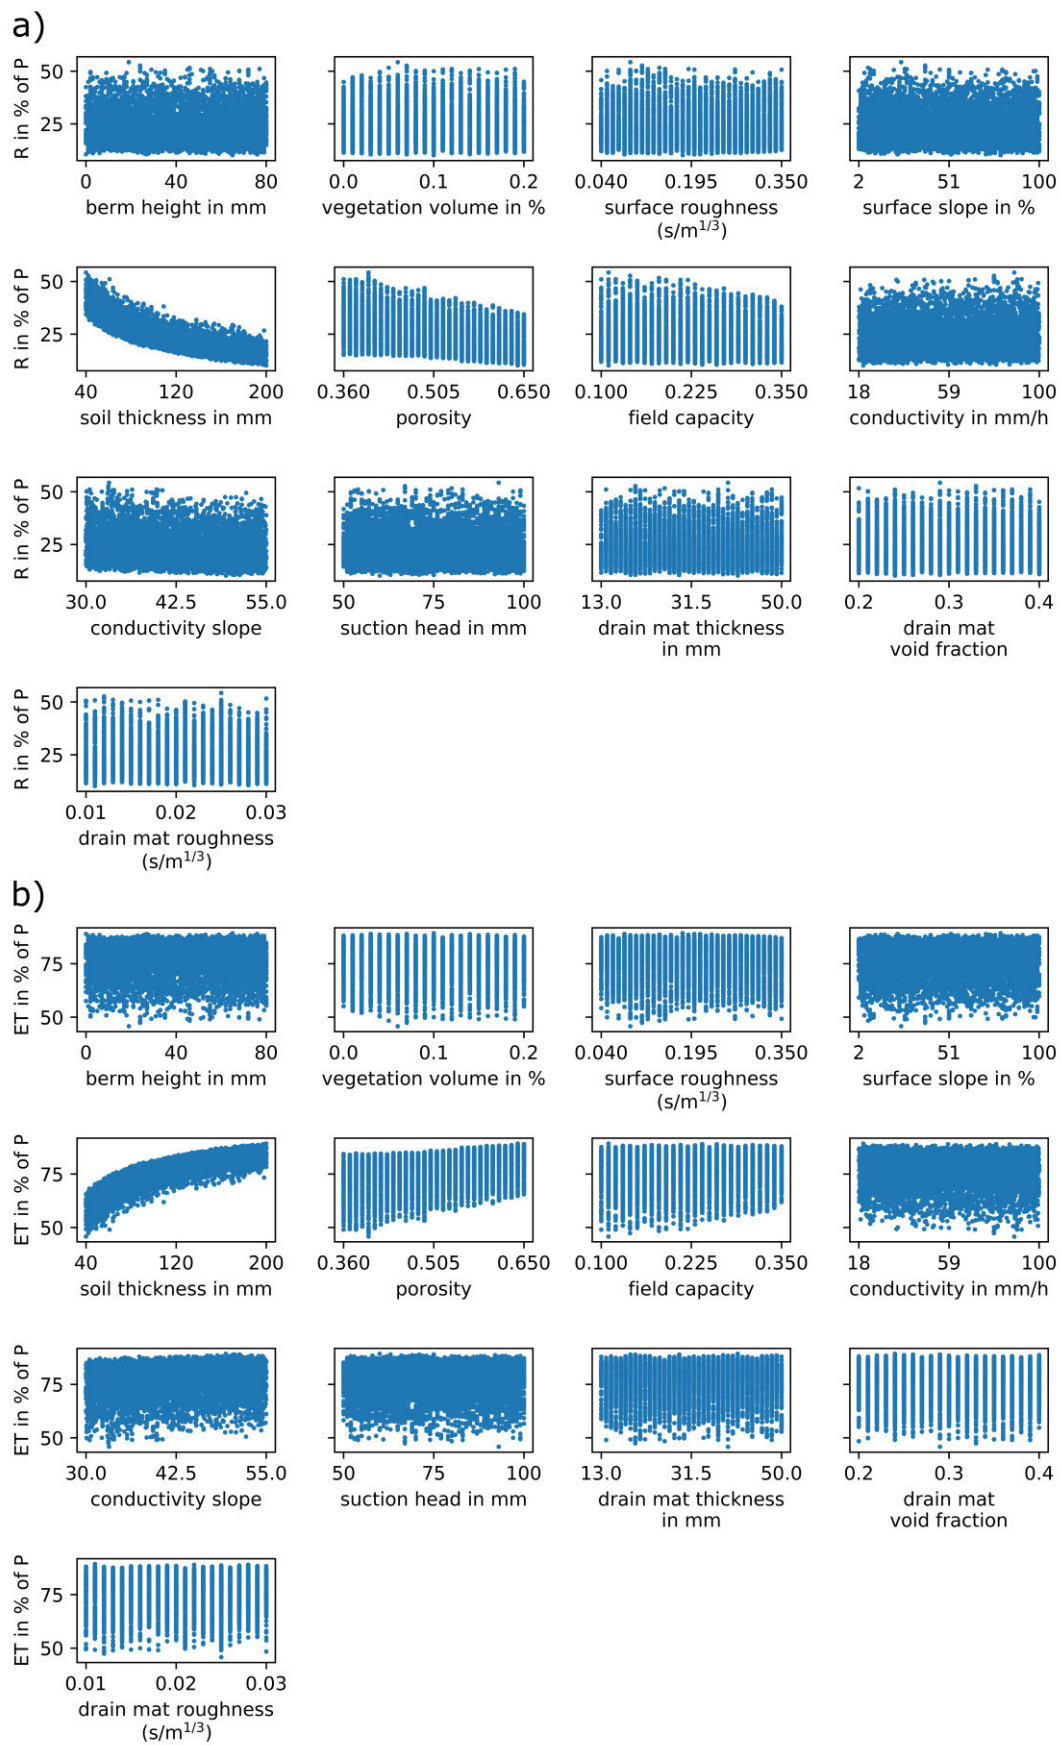 a)
R in % of P
50
25
0 40 80
berm height in mm
0.0 0.1 0.2
vegetation volume in %
0.040 0.195 0.350
surface roughness
(s/m^{1/3})
2 51 100
surface slope in %
R in % of P
50
25
40 120 200
soil thickness in mm
0.360 0.505 0.650
porosity
0.100 0.225 0.350
field capacity
18 59 100
conductivity in mm/h
R in % of P
50
25
30.0 42.5 55.0
conductivity slope
50 75 100
suction head in mm
13.0 31.5 50.0
drain mat thickness
in mm
0.2 0.3 0.4
drain mat
void fraction
R in % of P
50
25
0.01 0.02 0.03
drain mat roughness
(s/m^{1/3})
b)
ET in % of P
75
50
0 40 80
berm height in mm
0.0 0.1 0.2
vegetation volume in %
0.040 0.195 0.350
surface roughness
(s/m^{1/3})
2 51 100
surface slope in %
ET in % of P
75
50
40 120 200
soil thickness in mm
0.360 0.505 0.650
porosity
0.100 0.225 0.350
field capacity
18 59 100
conductivity in mm/h
ET in % of P
75
50
30.0 42.5 55.0
conductivity slope
50 75 100
suction head in mm
13.0 31.5 50.0
drain mat thickness
in mm
0.2 0.3 0.4
drain mat
void fraction
ET in % of P
75
50
0.01 0.02 0.03
drain mat roughness
(s/m^{1/3})